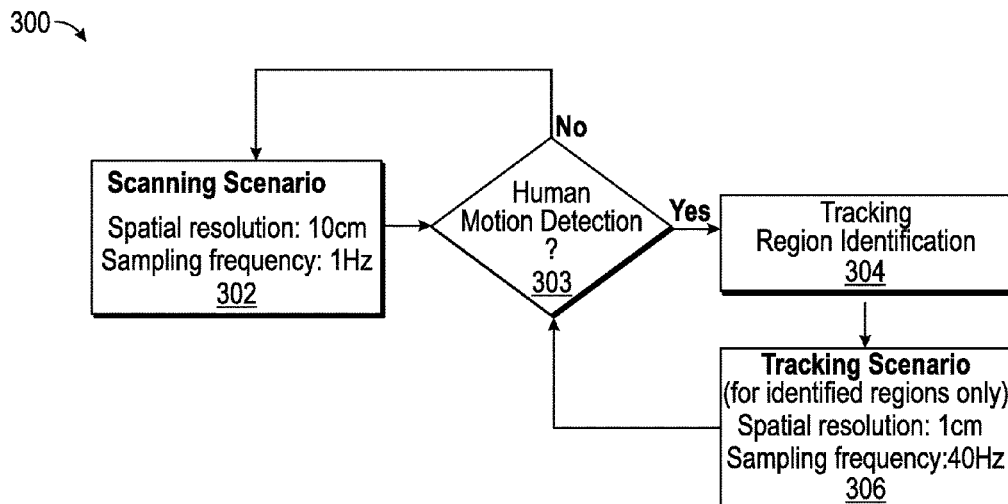 300
No
Scanning Scenario
Spatial resolution: 10cm
Sampling frequency: 1Hz
302
Human
Motion Detection
?
303
Yes
Tracking
Region Identification
304
Tracking Scenario
(for identified regions only)
Spatial resolution: 1cm
Sampling frequency:40Hz
306